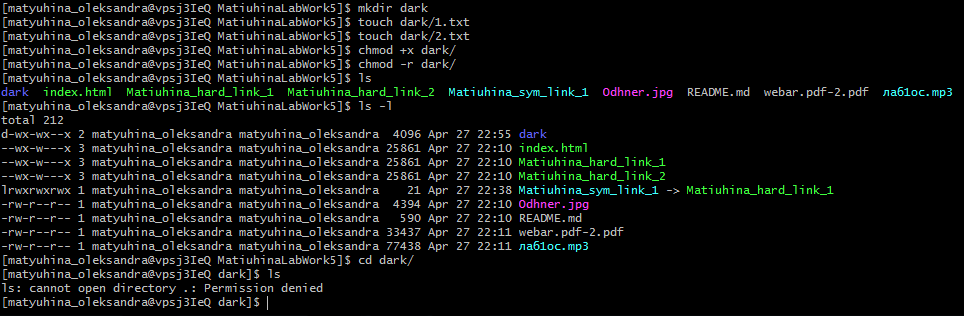 [matyuhina_oleksandra@vpsj3IeQ MatiuhinaLabWork5]$ mkdir dark
[matyuhina_oleksandra@vpsj3IeQ MatiuhinaLabWork5]$ touch dark/1.txt
[matyuhina_oleksandra@vpsj3IeQ MatiuhinaLabWork5]$ touch dark/2.txt
[matyuhina_oleksandra@vpsj3IeQ MatiuhinaLabWork5]$ chmod +x dark/
[matyuhina_oleksandra@vpsj3IeQ MatiuhinaLabWork5]$ chmod -r dark/
[matyuhina_oleksandra@vpsj3IeQ MatiuhinaLabWork5]$ ls
dark  index.html  Matiuhina_hard_link_1  Matiuhina_hard_link_2  Matiuhina_sym_link_1  Odhner.jpg  README.md  webar.pdf-2.pdf  лаб1ос.mp3
[matyuhina_oleksandra@vpsj3IeQ MatiuhinaLabWork5]$ ls -l
total 212
d-wx-wx--x 2 matyuhina_oleksandra matyuhina_oleksandra  4096 Apr 27 22:55 dark
--wx-w---x 3 matyuhina_oleksandra matyuhina_oleksandra 25861 Apr 27 22:10 index.html
--wx-w---x 3 matyuhina_oleksandra matyuhina_oleksandra 25861 Apr 27 22:10 Matiuhina_hard_link_1
--wx-w---x 3 matyuhina_oleksandra matyuhina_oleksandra 25861 Apr 27 22:10 Matiuhina_hard_link_2
lrwxrwxrwx 1 matyuhina_oleksandra matyuhina_oleksandra    21 Apr 27 22:38 Matiuhina_sym_link_1 -> Matiuhina_hard_link_1
-rw-r--r-- 1 matyuhina_oleksandra matyuhina_oleksandra  4394 Apr 27 22:10 Odhner.jpg
-rw-r--r-- 1 matyuhina_oleksandra matyuhina_oleksandra   590 Apr 27 22:10 README.md
-rw-r--r-- 1 matyuhina_oleksandra matyuhina_oleksandra 33437 Apr 27 22:11 webar.pdf-2.pdf
-rw-r--r-- 1 matyuhina_oleksandra matyuhina_oleksandra 77438 Apr 27 22:11 лаб1ос.mp3
[matyuhina_oleksandra@vpsj3IeQ MatiuhinaLabWork5]$ cd dark/
[matyuhina_oleksandra@vpsj3IeQ dark]$ ls
ls: cannot open directory .: Permission denied
[matyuhina_oleksandra@vpsj3IeQ dark]$